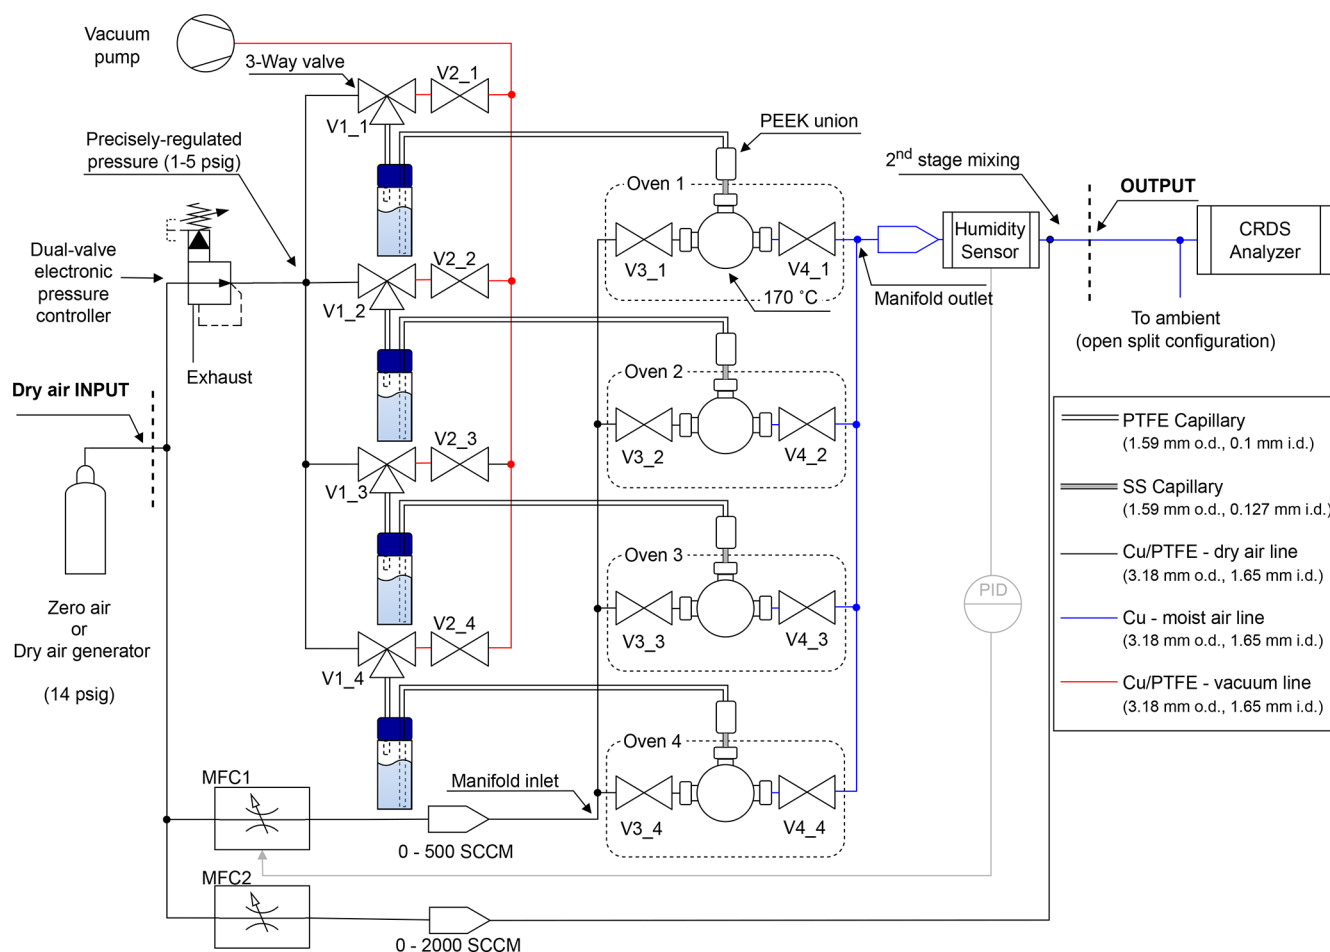 Vacuum
pump
3-Way valve
V2_1
V1_1
Precisely-regulated
pressure (1-5 psig)
PEEK union
2nd stage mixing
OUTPUT
Oven 1
V3_1
V4_1
170 ˚C
Humidity
Sensor
CRDS
Analyzer
Manifold outlet
To ambient
(open split configuration)
Dual-valve
electronic
pressure
controller
Exhaust
V2_2
V1_2
Oven 2
V3_2
V4_2
Dry air INPUT
Zero air
or
Dry air generator
(14 psig)
V2_3
V1_3
Oven 3
V3_3
V4_3
V2_4
V1_4
Oven 4
V3_4
V4_4
PID
PTFE Capillary
(1.59 mm o.d., 0.1 mm i.d.)
SS Capillary
(1.59 mm o.d., 0.127 mm i.d.)
Cu/PTFE - dry air line
(3.18 mm o.d., 1.65 mm i.d.)
Cu - moist air line
(3.18 mm o.d., 1.65 mm i.d.)
Cu/PTFE - vacuum line
(3.18 mm o.d., 1.65 mm i.d.)
Manifold inlet
MFC1
0 - 500 SCCM
MFC2
0 - 2000 SCCM